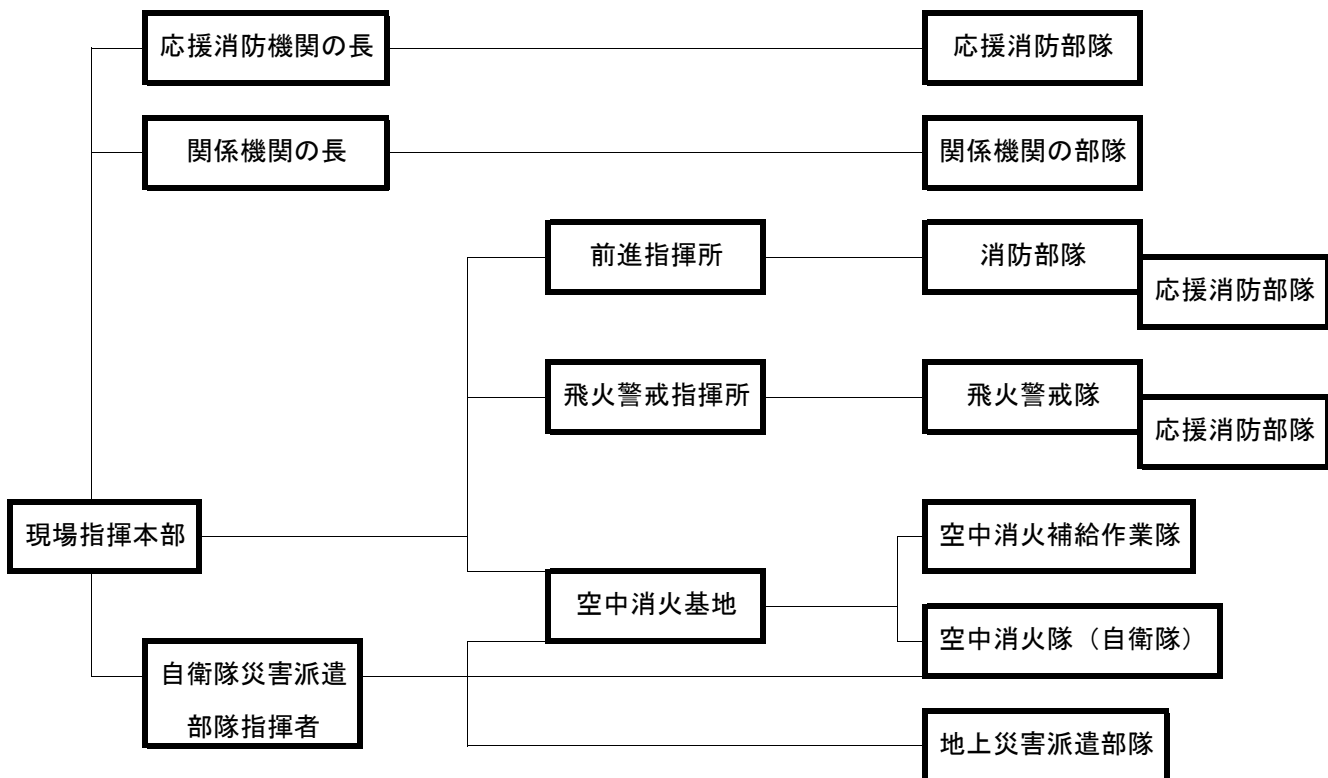 応援消防機関の長
応援消防部隊
関係機関の長
関係機関の部隊
前進指揮所
消防部隊
応援消防部隊
飛火警戒指揮所
飛火警戒隊
応援消防部隊
現場指揮本部
空中消火補給作業隊
空中消火基地
空中消火隊（自衛隊）
自衛隊災害派遣
部隊指揮者
地上災害派遣部隊